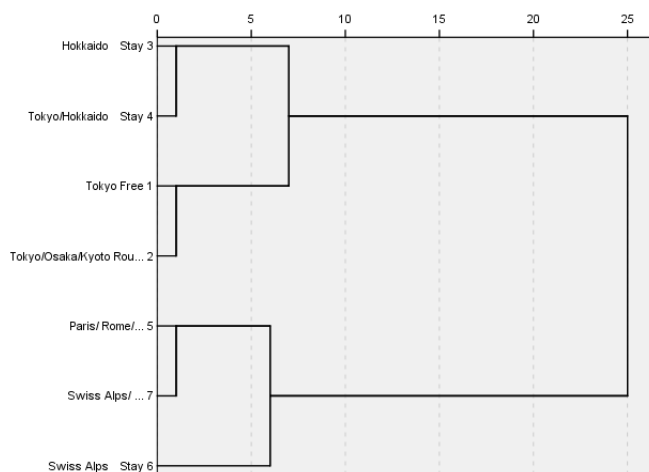 0 5 10 15 20 25
Hokkaido Stay 3
Tokyo/Hokkaido Stay 4
Tokyo Free 1
Tokyo/Osaka/Kyoto Rou... 2
Paris/ Rome/... 5
Swiss Alps/ ... 7
Swiss Alps Stay 6